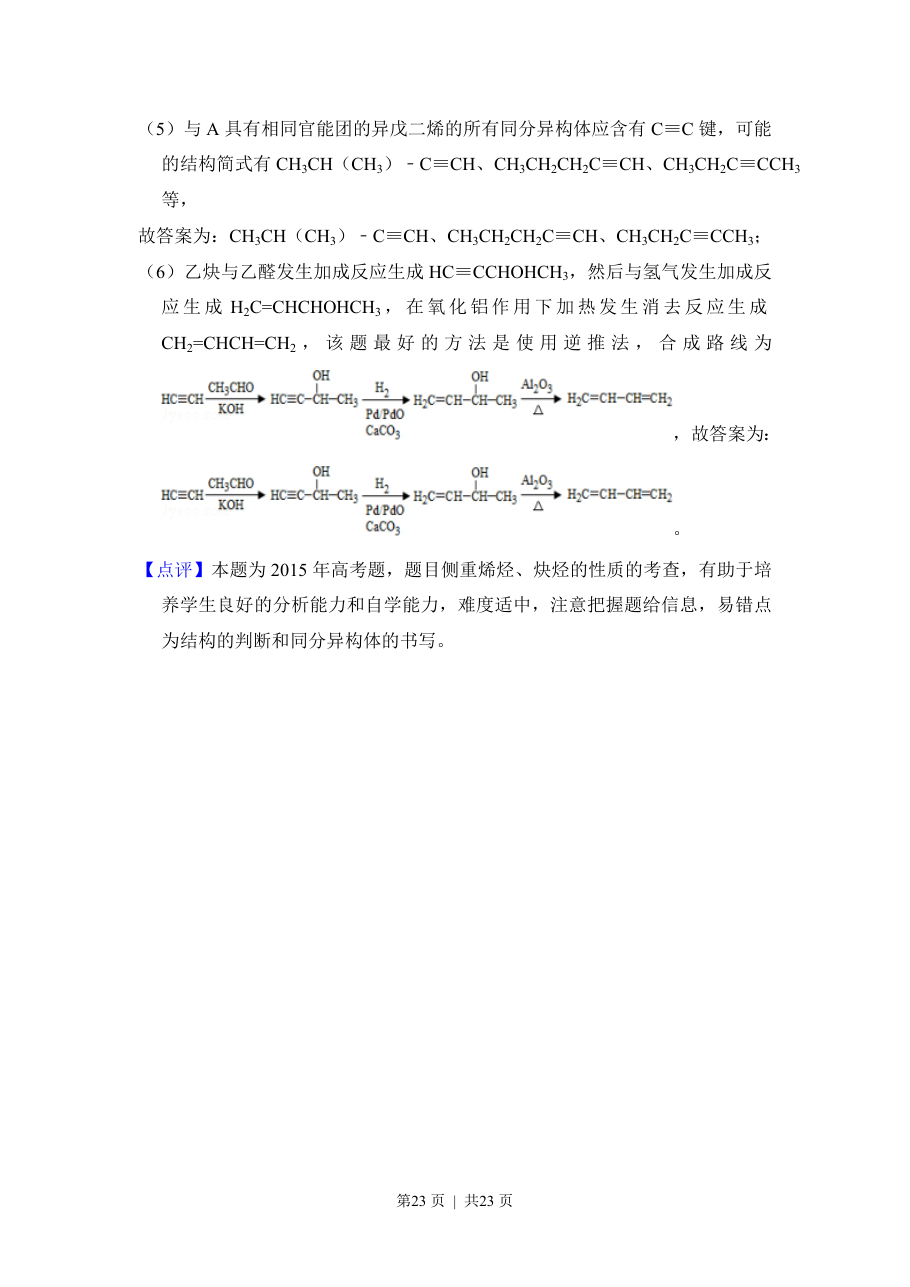 （5）与 A 具有相同官能团的异戊二烯的所有同分异构体应含有 C≡C 键，可能
的结构简式有 CH₃CH（CH₃）﹣C≡CH、CH₃CH₂CH₂C≡CH、CH₃CH₂C≡CCH₃
等，
故答案为：CH₃CH（CH₃）﹣C≡CH、CH₃CH₂CH₂C≡CH、CH₃CH₂C≡CCH₃；
（6）乙炔与乙醛发生加成反应生成 HC≡CCHOHCH₃，然后与氢气发生加成反
应生成 H₂C=CHCHOHCH₃，在氧化铝作用下加热发生消去反应生成
CH₂=CHCH=CH₂，该题最好的方法是使用逆推法，合成路线为
OH OH
CH₃CHO H₂ Al₂O₃
HC≡CH HC≡C—CH—CH₃ H₂C=CH—CH—CH₃ H₂C=CH—CH=CH₂
KOH Pd/PdO △
CaCO₃
，故答案为：
OH OH
CH₃CHO H₂ Al₂O₃
HC≡CH HC≡C—CH—CH₃ H₂C=CH—CH—CH₃ H₂C=CH—CH=CH₂
KOH Pd/PdO △
CaCO₃
。
【点评】本题为 2015 年高考题，题目侧重烯烃、炔烃的性质的考查，有助于培
养学生良好的分析能力和自学能力，难度适中，注意把握题给信息，易错点
为结构的判断和同分异构体的书写。
第23 页 | 共23 页